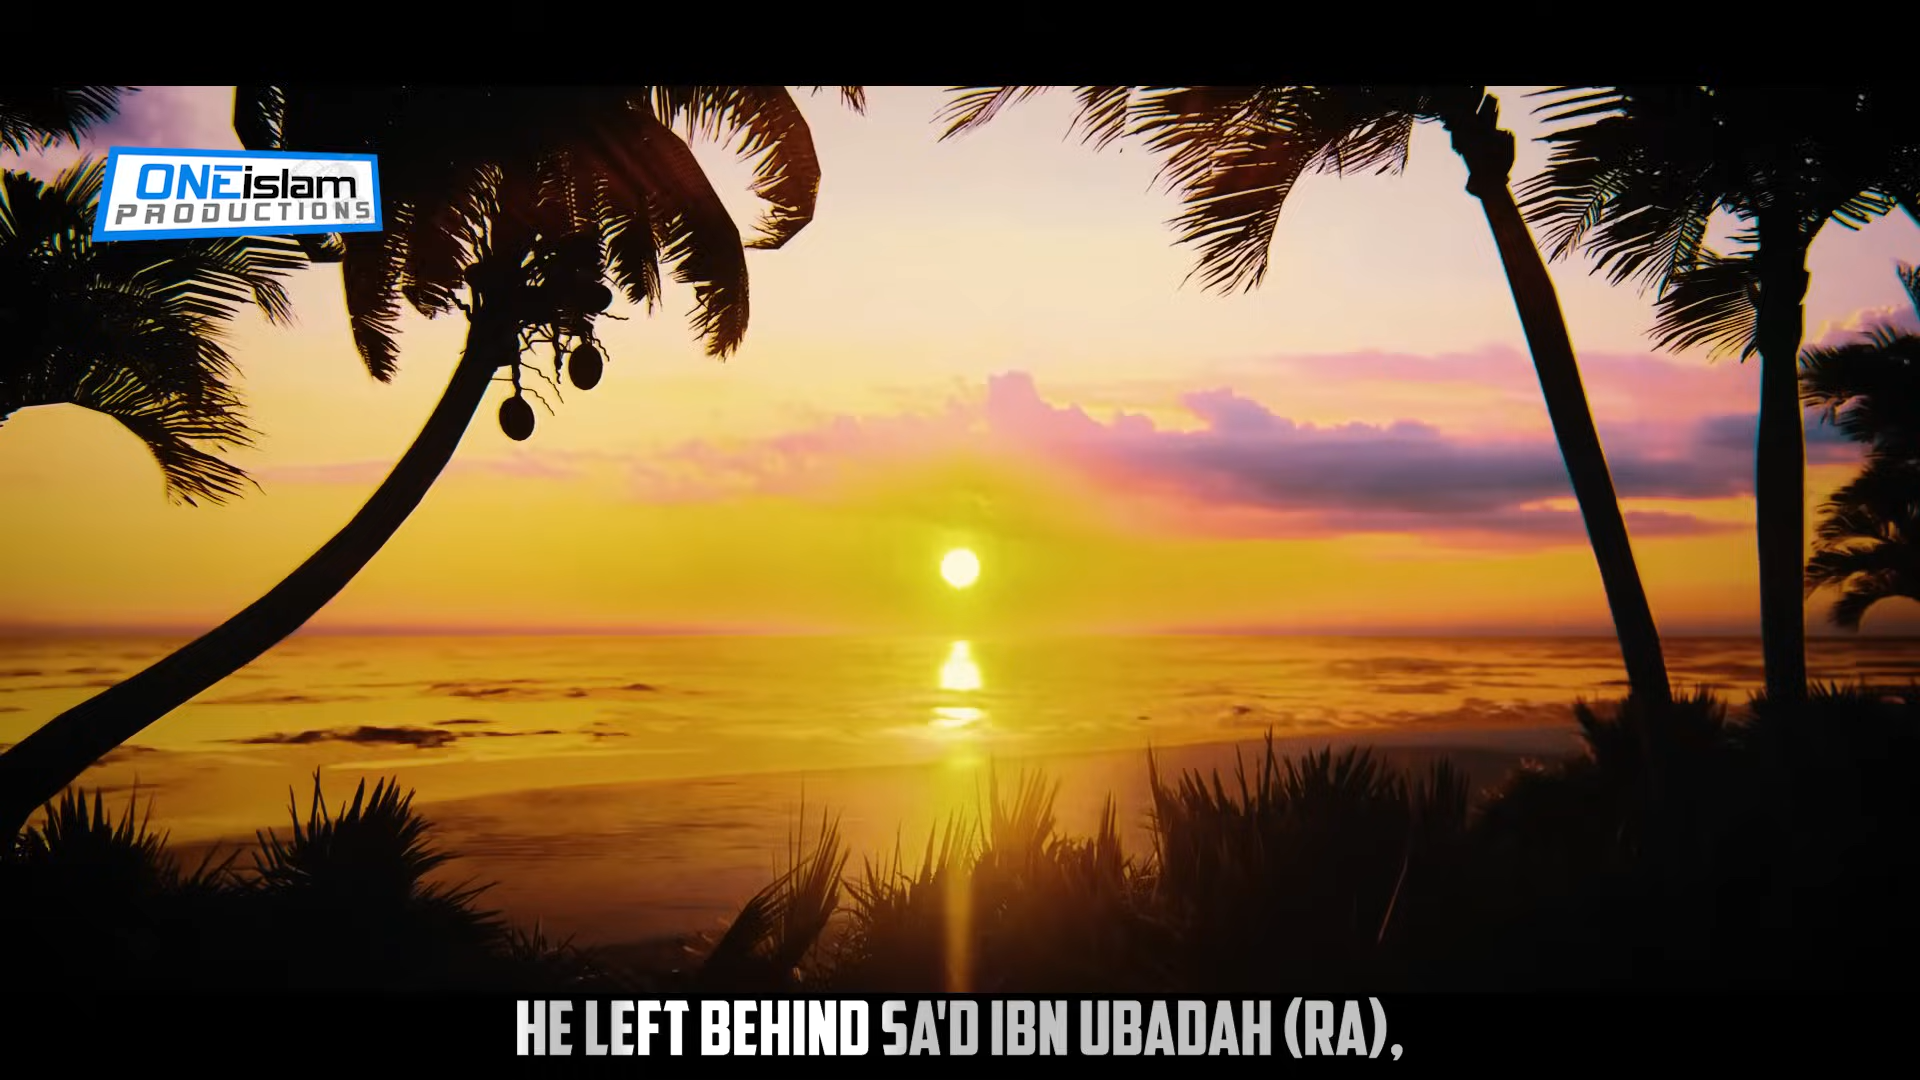 ONEislam
PRODUCTIONS
HE LEFT BEHIND SA'D IBN UBADAH (RA),